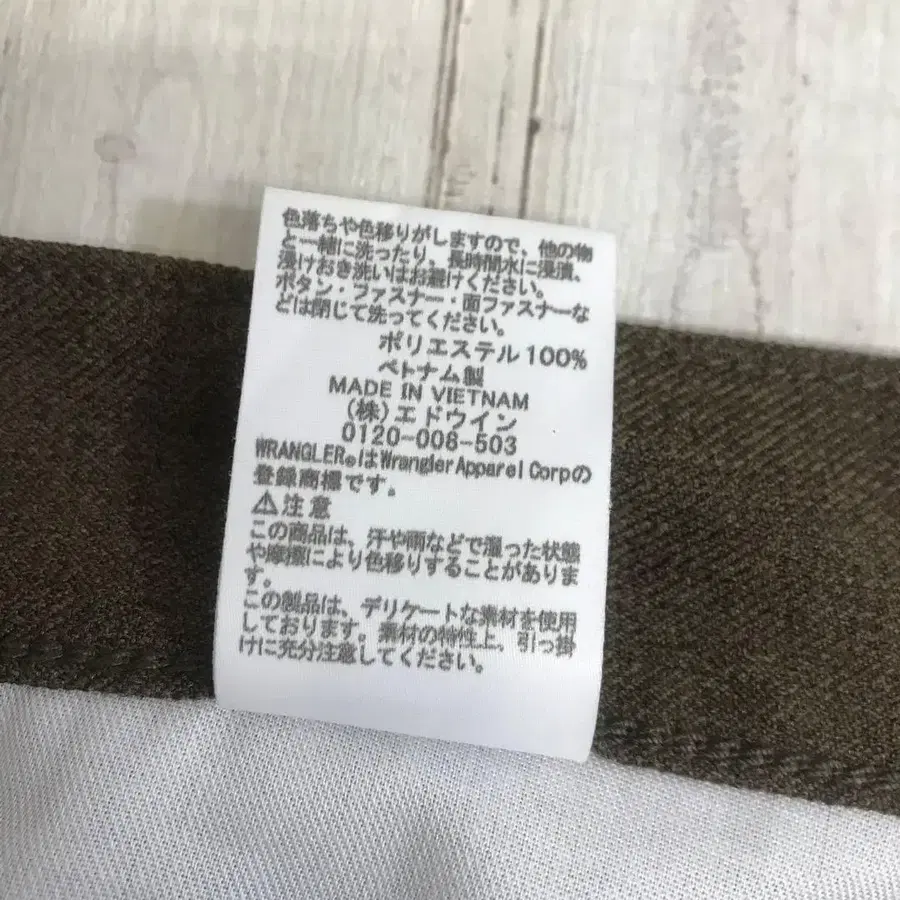 色落ちや色移りがしますので、他の物
と一緒に洗ったり、長時間水に浸漬、
浸けおき洗いはお避けください。
ボタン・ファスナー・面ファスナーな
どは閉じて洗ってください。
ポリエステル 100%
ベトナム製
MADE IN VIETNAM
(株)エドウイン
0120-008-503
WRANGLER®はWrangler Apparel Corpの
登録商標です。
⚠注意
この商品は、汗や雨などで湿った状態
や摩擦により色移りすることがありま
す。
この製品は、デリケートな素材を使用
しております。素材の特性上、引っ掛
けに充分注意してください。